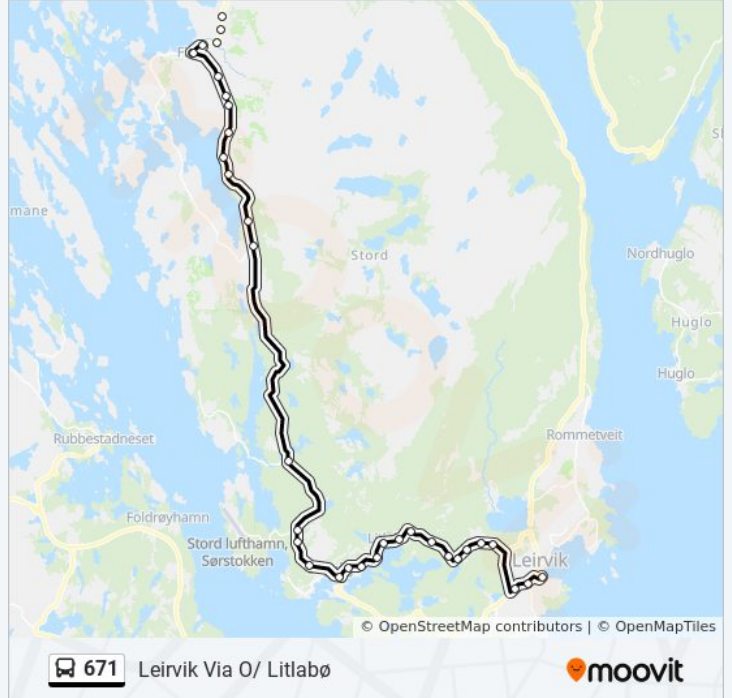 F
Sl
mane
Stord
Nordhuglo
Huglo
Huglo
Rommetveit
Rubbestadneset
Foldrøyhamn
Stord lufthamn,
Sørstokken
Leirvik
© OpenStreetMap contributors | © OpenMapTiles
671 Leirvik Via O/ Litlabø
moovit